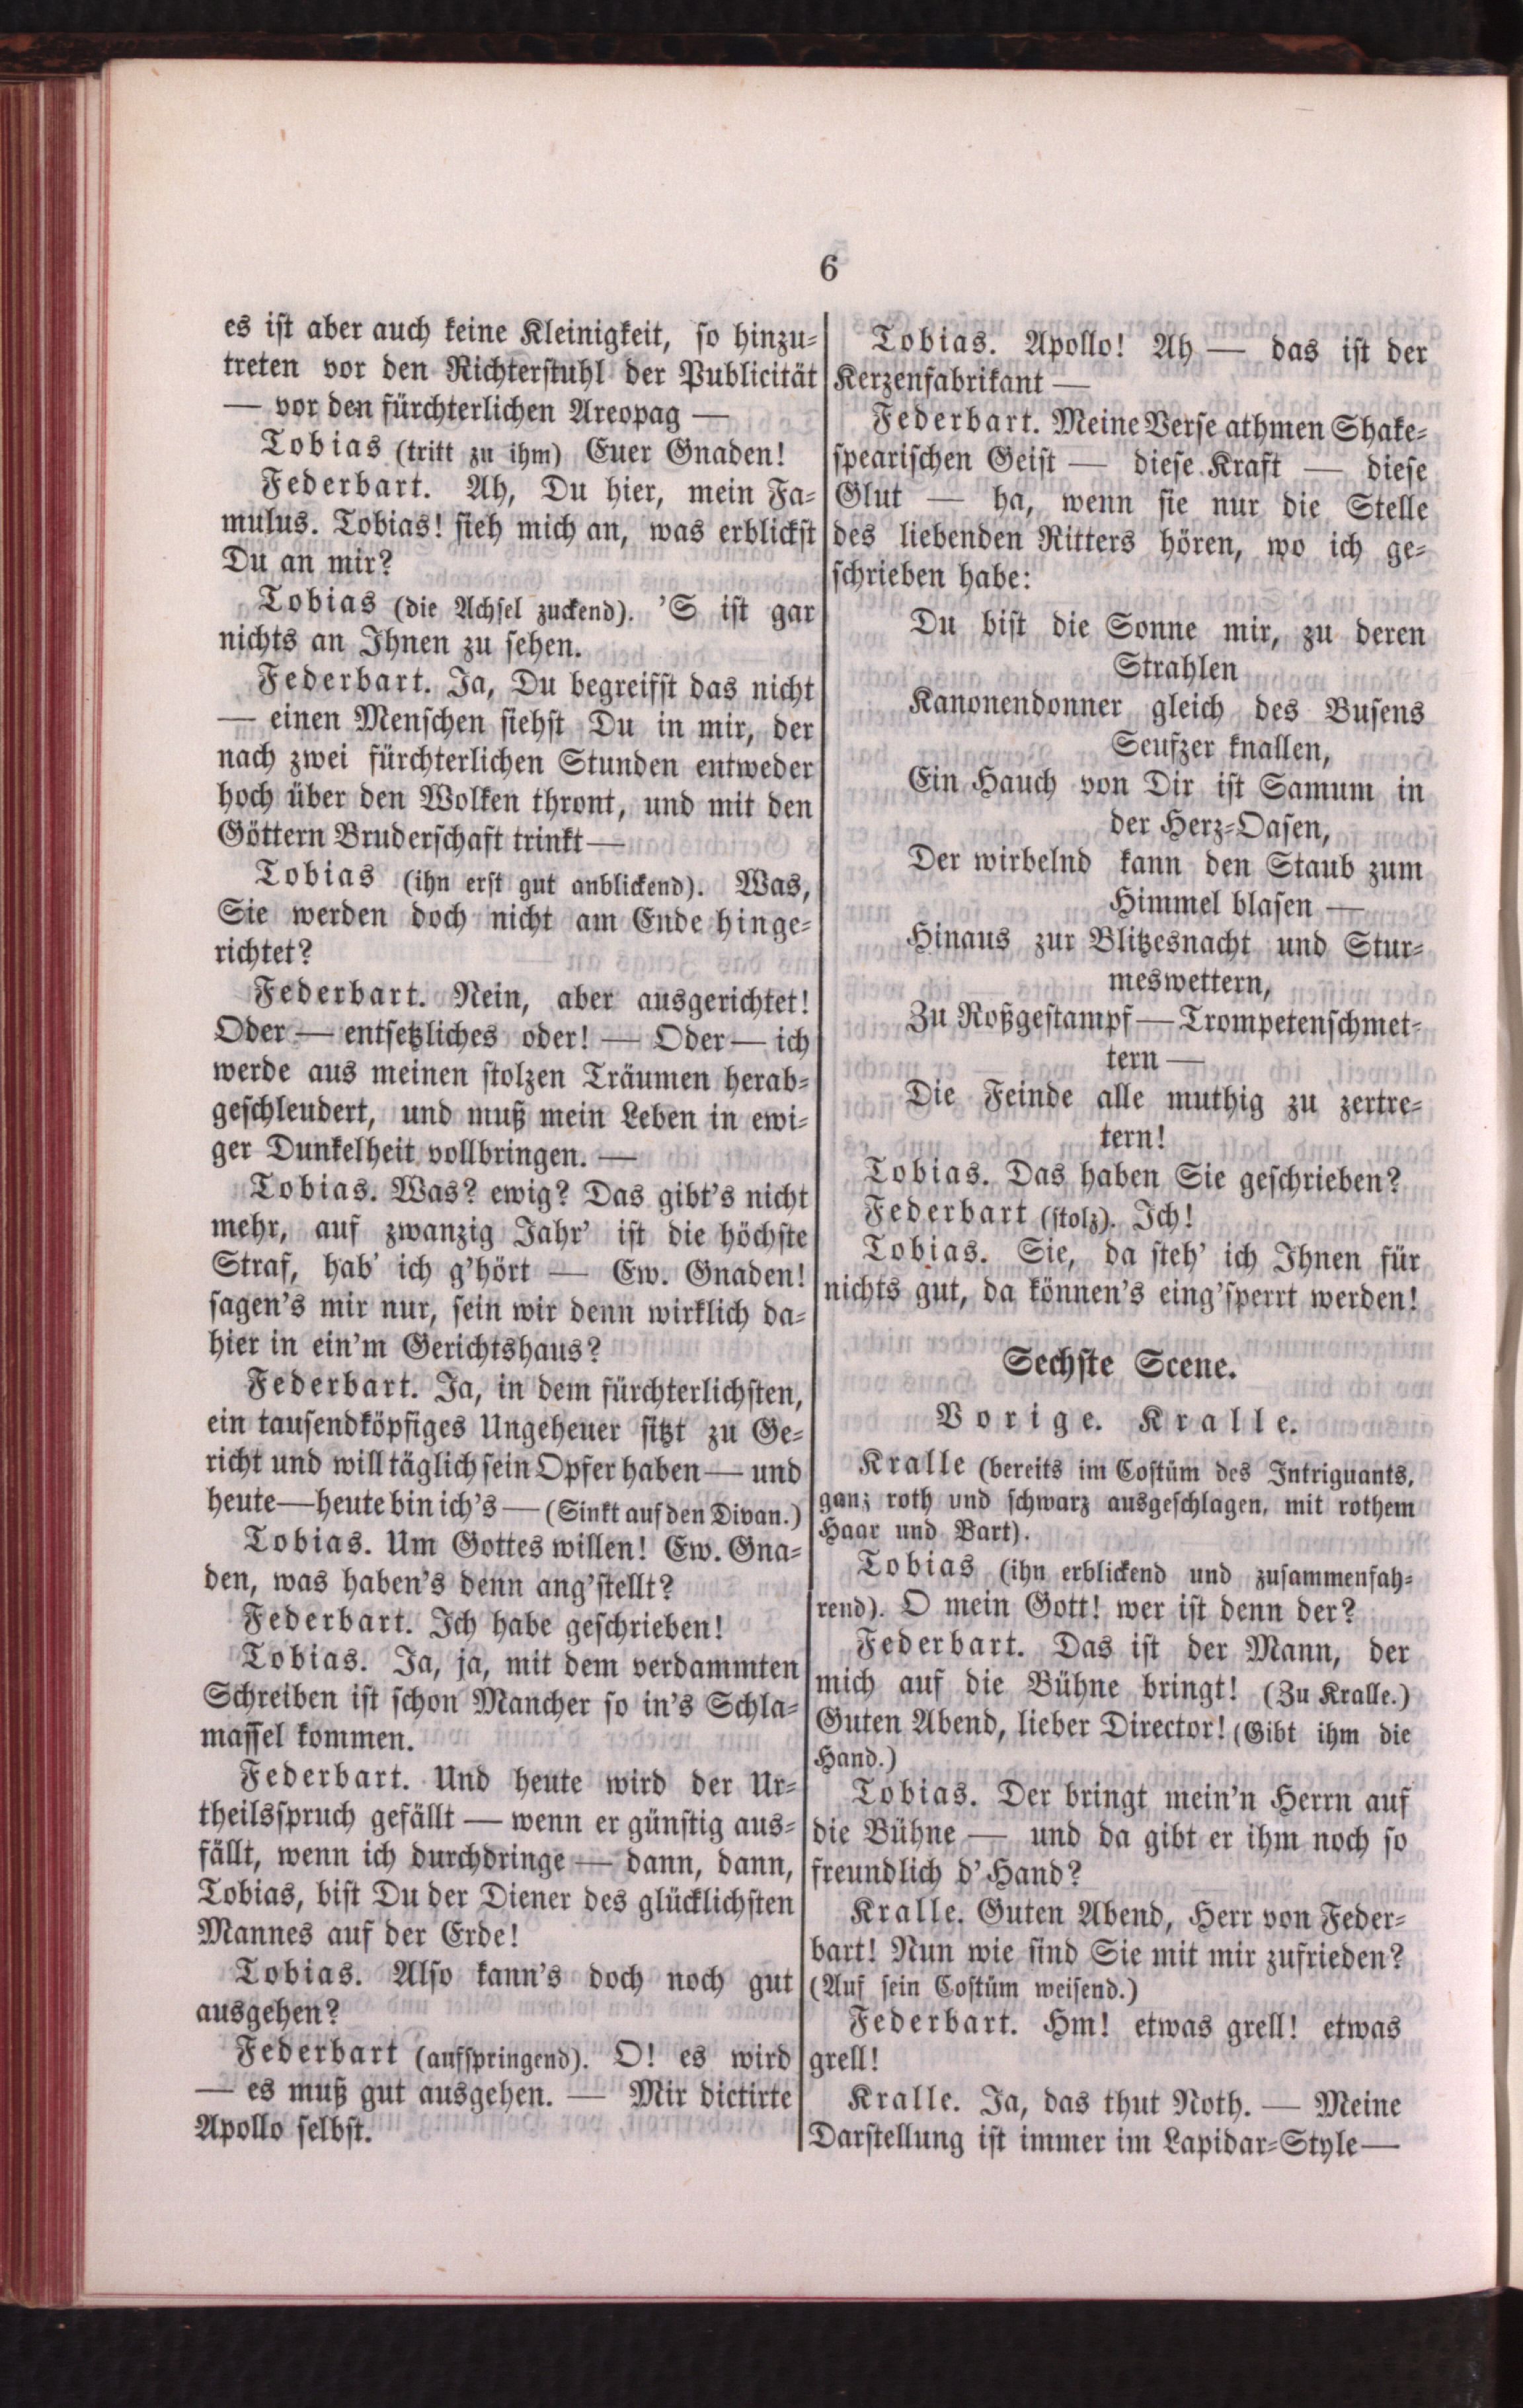 6
es ist aber auch keine Kleinigkeit, so hinzu-
treten vor den Richterstuhl der Publicität
— vor den fürchterlichen Areopag —
Tobias (tritt zu ihm) Euer Gnaden!
Federbart. Ah, Du hier, mein Fa-
mulus. Tobias! sieh mich an, was erblickst
Du an mir?
Tobias (die Achsel zuckend). 'S ist gar
nichts an Ihnen zu sehen.
Federbart. Ja, Du begreifst das nicht
— einen Menschen siehst Du in mir, der
nach zwei fürchterlichen Stunden entweder
hoch über den Wolken thront, und mit den
Göttern Bruderschaft trinkt —
Tobias (ihn erst gut anblickend). Was,
Sie werden doch nicht am Ende hinge-
richtet?
Federbart. Nein, aber ausgerichtet!
Oder — entsetzliches oder! — Oder — ich
werde aus meinen stolzen Träumen herab-
geschleudert, und muß mein Leben in ewi-
ger Dunkelheit vollbringen. —
Tobias. Was? ewig? Das gibt's nicht
mehr, auf zwanzig Jahr' ist die höchste
Straf, hab' ich g'hört — Ew. Gnaden!
sagen's mir nur, sein wir denn wirklich da-
hier in ein'm Gerichtshaus?
Federbart. Ja, in dem fürchterlichsten,
ein tausendköpfiges Ungeheuer sitzt zu Ge-
richt und will täglich sein Opfer haben — und
heute — heute bin ich's — (Sinkt auf den Divan.)
Tobias. Um Gottes willen! Ew. Gna-
den, was haben's denn ang'stellt?
Federbart. Ich habe geschrieben!
Tobias. Ja, ja, mit dem verdammten
Schreiben ist schon Mancher so in's Schla-
massel kommen.
Federbart. Und heute wird der Ur-
theilsspruch gefällt — wenn er günstig aus-
fällt, wenn ich durchdringe — dann, dann,
Tobias, bist Du der Diener des glücklichsten
Mannes auf der Erde!
Tobias. Also kann's doch noch gut
ausgehen?
Federbart (aufspringend). O! es wird
— es muß gut ausgehen. — Mir dictirte
Apollo selbst.
Tobias. Apollo! Ah — das ist der
Kerzenfabrikant —
Federbart. Meine Verse athmen Shake-
spearischen Geist — diese Kraft — diese
Glut — ha, wenn sie nur die Stelle
des liebenden Ritters hören, wo ich ge-
schrieben habe:
Du bist die Sonne mir, zu deren
Strahlen
Kanonendonner gleich des Busens
Seufzer knallen,
Ein Hauch von Dir ist Samum in
der Herz-Oasen,
Der wirbelnd kann den Staub zum
Himmel blasen —
Hinaus zur Blitzesnacht und Stur-
meswettern,
Zu Roßgestampf — Trompetenschmet-
tern —
Die Feinde alle muthig zu zertre-
tern!
Tobias. Das haben Sie geschrieben?
Federbart (stolz). Ich!
Tobias. Sie, da steh' ich Ihnen für
nichts gut, da können's eing'sperrt werden!
Sechste Scene.
Vorige. Kralle.
Kralle (bereits im Costüm des Intriguants,
ganz roth und schwarz ausgeschlagen, mit rothem
Haar und Bart).
Tobias (ihn erblickend und zusammenfah-
rend). O mein Gott! wer ist denn der?
Federbart. Das ist der Mann, der
mich auf die Bühne bringt! (Zu Kralle.)
Guten Abend, lieber Director! (Gibt ihm die
Hand.)
Tobias. Der bringt mein'n Herrn auf
die Bühne — und da gibt er ihm noch so
freundlich d'Hand?
Kralle. Guten Abend, Herr von Feder-
bart! Nun wie sind Sie mit mir zufrieden?
(Auf sein Costüm weisend.)
Federbart. Hm! etwas grell! etwas
grell!
Kralle. Ja, das thut Noth. — Meine
Darstellung ist immer im Lapidar-Style —